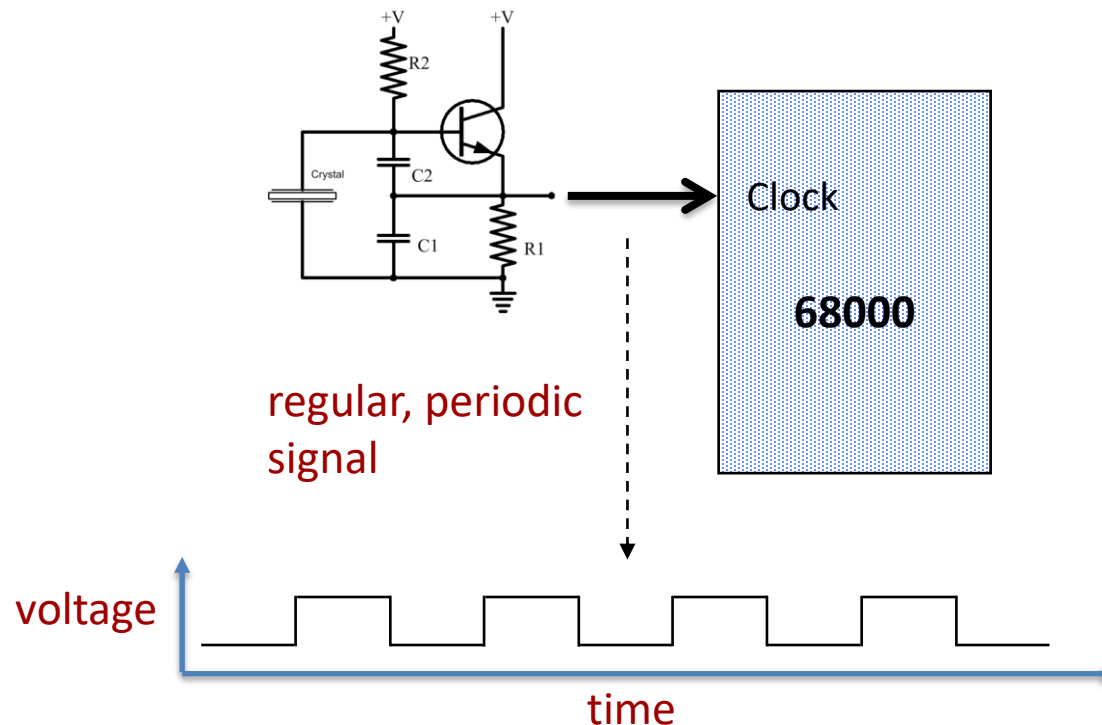 +V +V
R2
Crystal
C2
C1
R1
Clock
68000
regular, periodic
signal
voltage
time